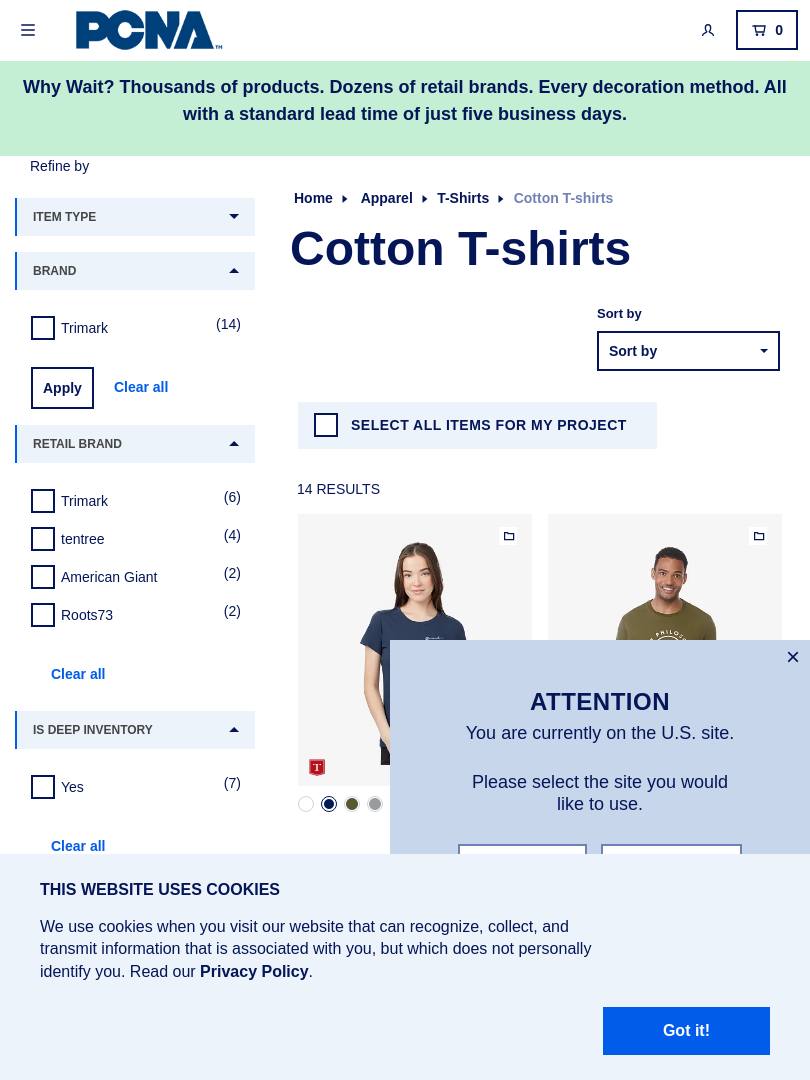 PCNA™
0
Why Wait? Thousands of products. Dozens of retail brands. Every decoration method. All
with a standard lead time of just five business days.
Refine by
Home Apparel T-Shirts Cotton T-shirts
Cotton T-shirts
ITEM TYPE
BRAND
Trimark (14)
Apply Clear all
RETAIL BRAND
Trimark (6)
tentree (4)
American Giant (2)
Roots73 (2)
Clear all
IS DEEP INVENTORY
Yes (7)
Clear all
Sort by
Sort by
SELECT ALL ITEMS FOR MY PROJECT
14 RESULTS
PHILOS
T
ATTENTION
You are currently on the U.S. site.
Please select the site you would
like to use.
THIS WEBSITE USES COOKIES
We use cookies when you visit our website that can recognize, collect, and
transmit information that is associated with you, but which does not personally
identify you. Read our Privacy Policy.
Got it!